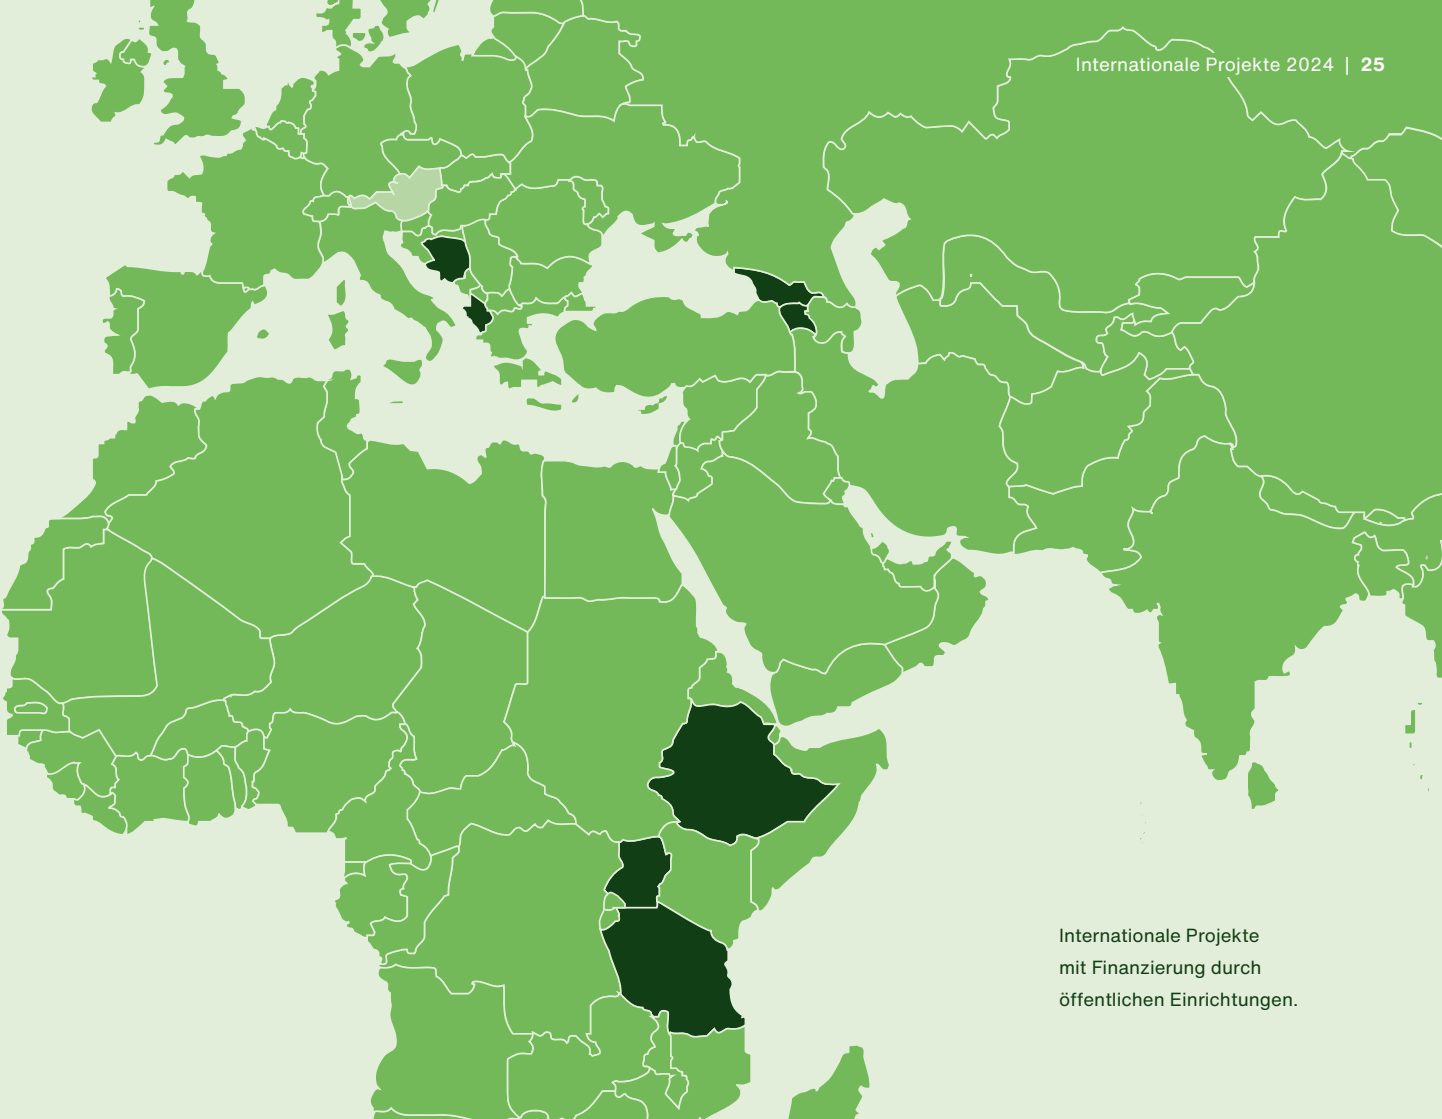 Internationale Projekte 2024 | 25
Internationale Projekte
mit Finanzierung durch
öffentlichen Einrichtungen.